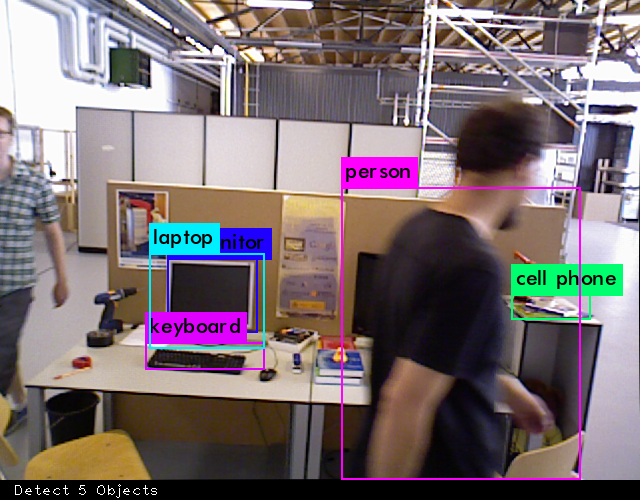 person
laptop
nitor
cell phone
keyboard
Detect 5 Objects